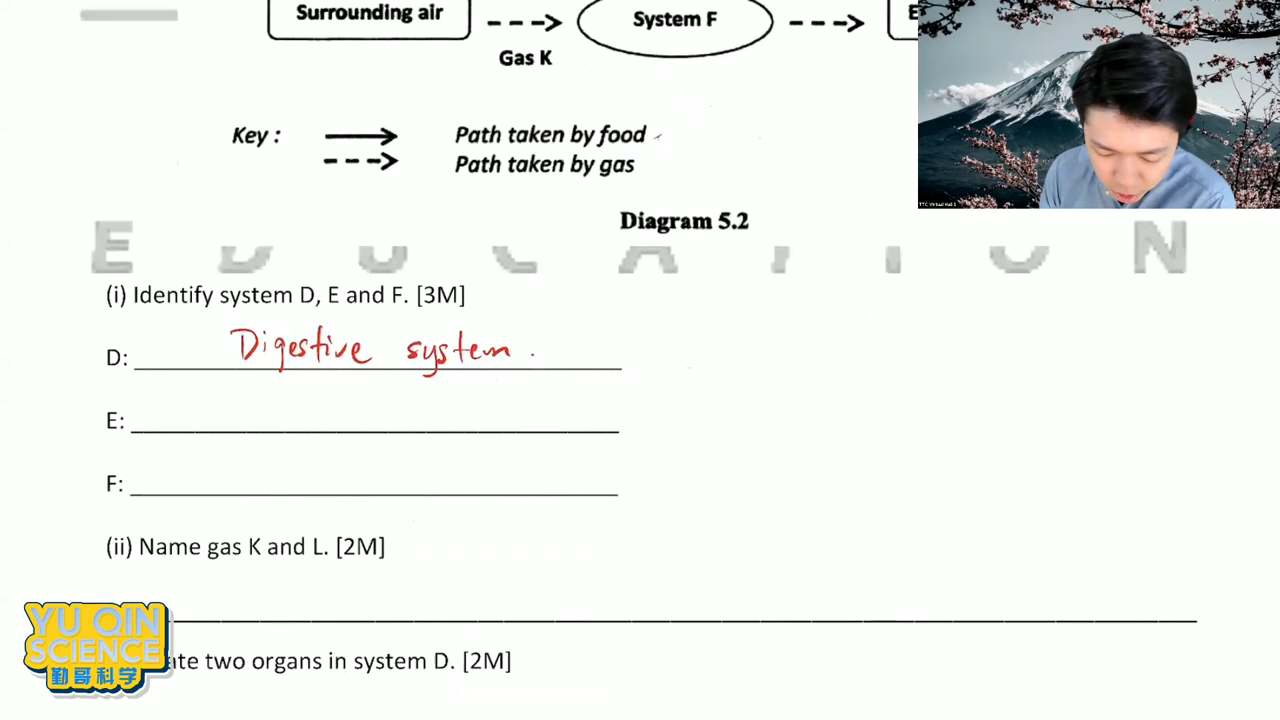 Surrounding air
System F
E
Gas K
Key :
Path taken by food
Path taken by gas
Diagram 5.2
E D U C A T I O N
(i) Identify system D, E and F. [3M]
D: Digestive system
E:
F:
(ii) Name gas K and L. [2M]
YU QIN
SCIENCE
勤哥科学
two organs in system D. [2M]